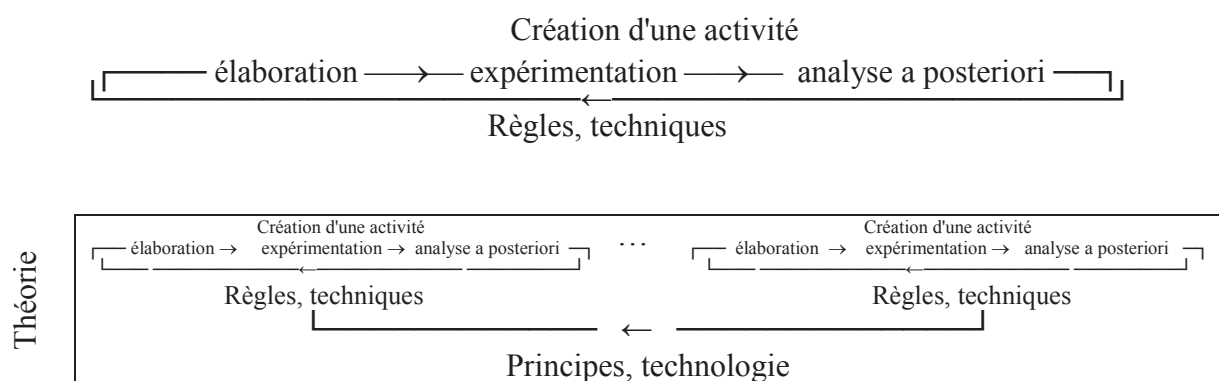 Création d'une activité
élaboration → expérimentation → analyse a posteriori
←
Règles, techniques
Théorie
Création d'une activité … Création d'une activité
élaboration → expérimentation → analyse a posteriori élaboration → expérimentation → analyse a posteriori
← ←
Règles, techniques Règles, techniques
←
Principes, technologie